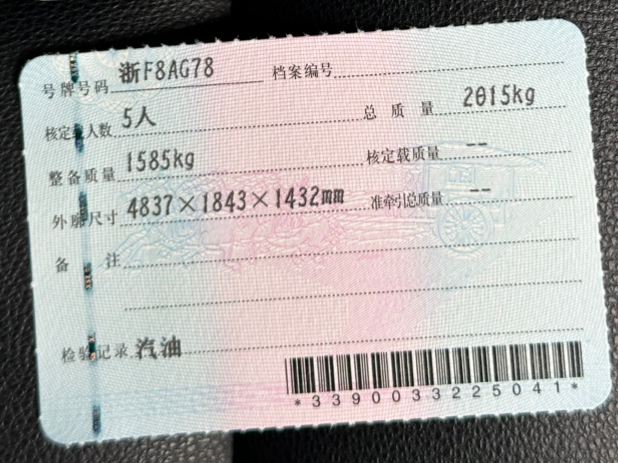 号牌号码 浙F8AG78 档案编号
核定载人数 5人 总质量 2015kg
整备质量 1585kg 核定载质量 --
外廓尺寸 4837×1843×1432mm 准牵引总质量 --
备注
检验记录 汽油
*3390033225041*